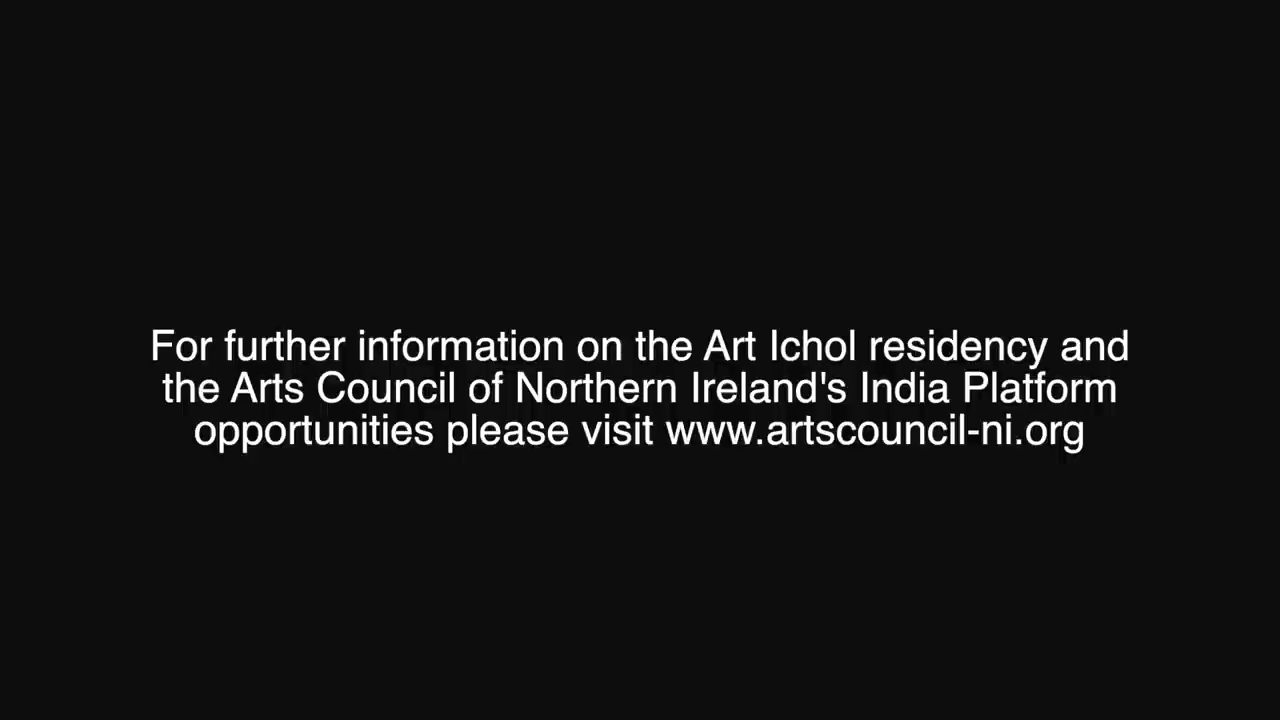 For further information on the Art Ichol residency and
the Arts Council of Northern Ireland's India Platform
opportunities please visit www.artscouncil-ni.org